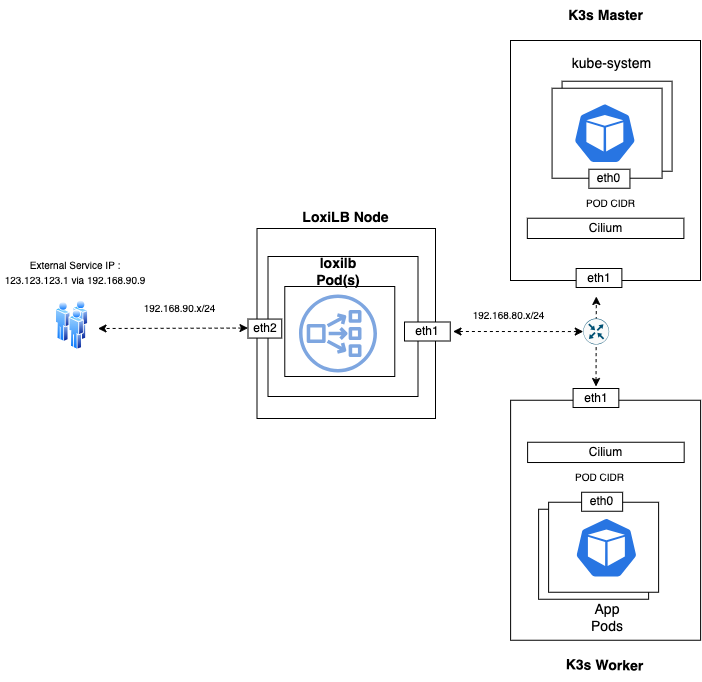 K3s Master
kube-system
eth0
POD CIDR
Cilium
eth1
LoxiLB Node
loxilb
Pod(s)
External Service IP :
123.123.123.1 via 192.168.90.9
192.168.90.x/24
eth2
eth1
192.168.80.x/24
eth1
Cilium
POD CIDR
eth0
App
Pods
K3s Worker